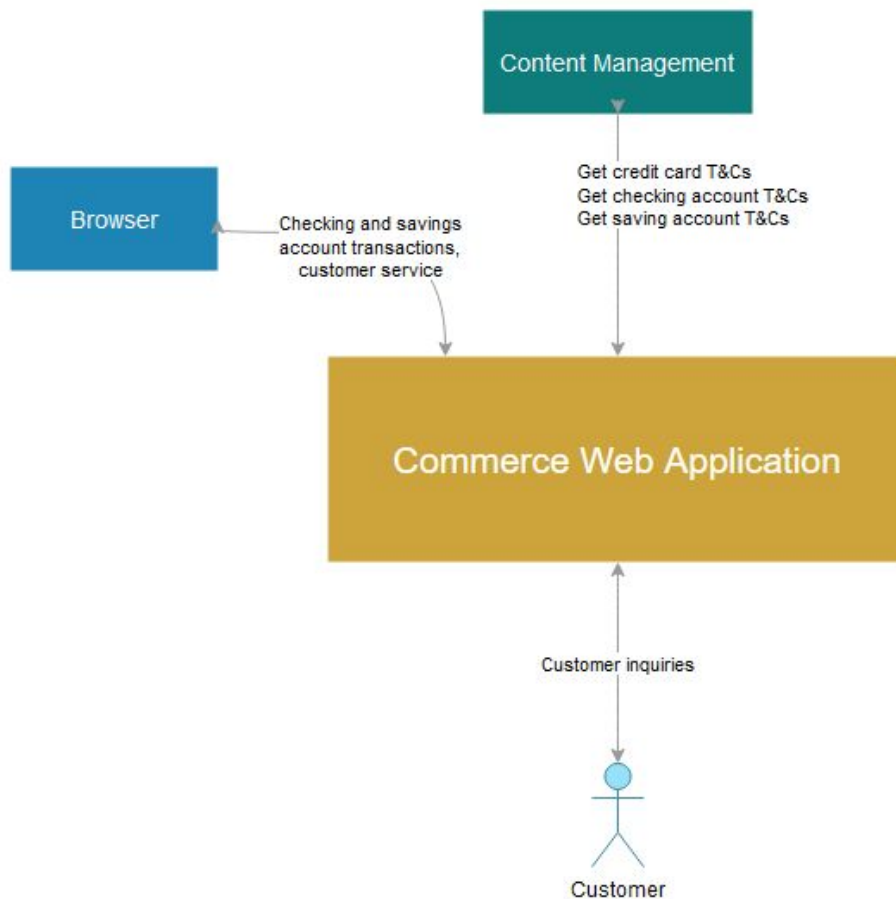 Content Management
Get credit card T&Cs
Get checking account T&Cs
Get saving account T&Cs
Browser
Checking and savings
account transactions,
customer service
Commerce Web Application
Customer inquiries
Customer